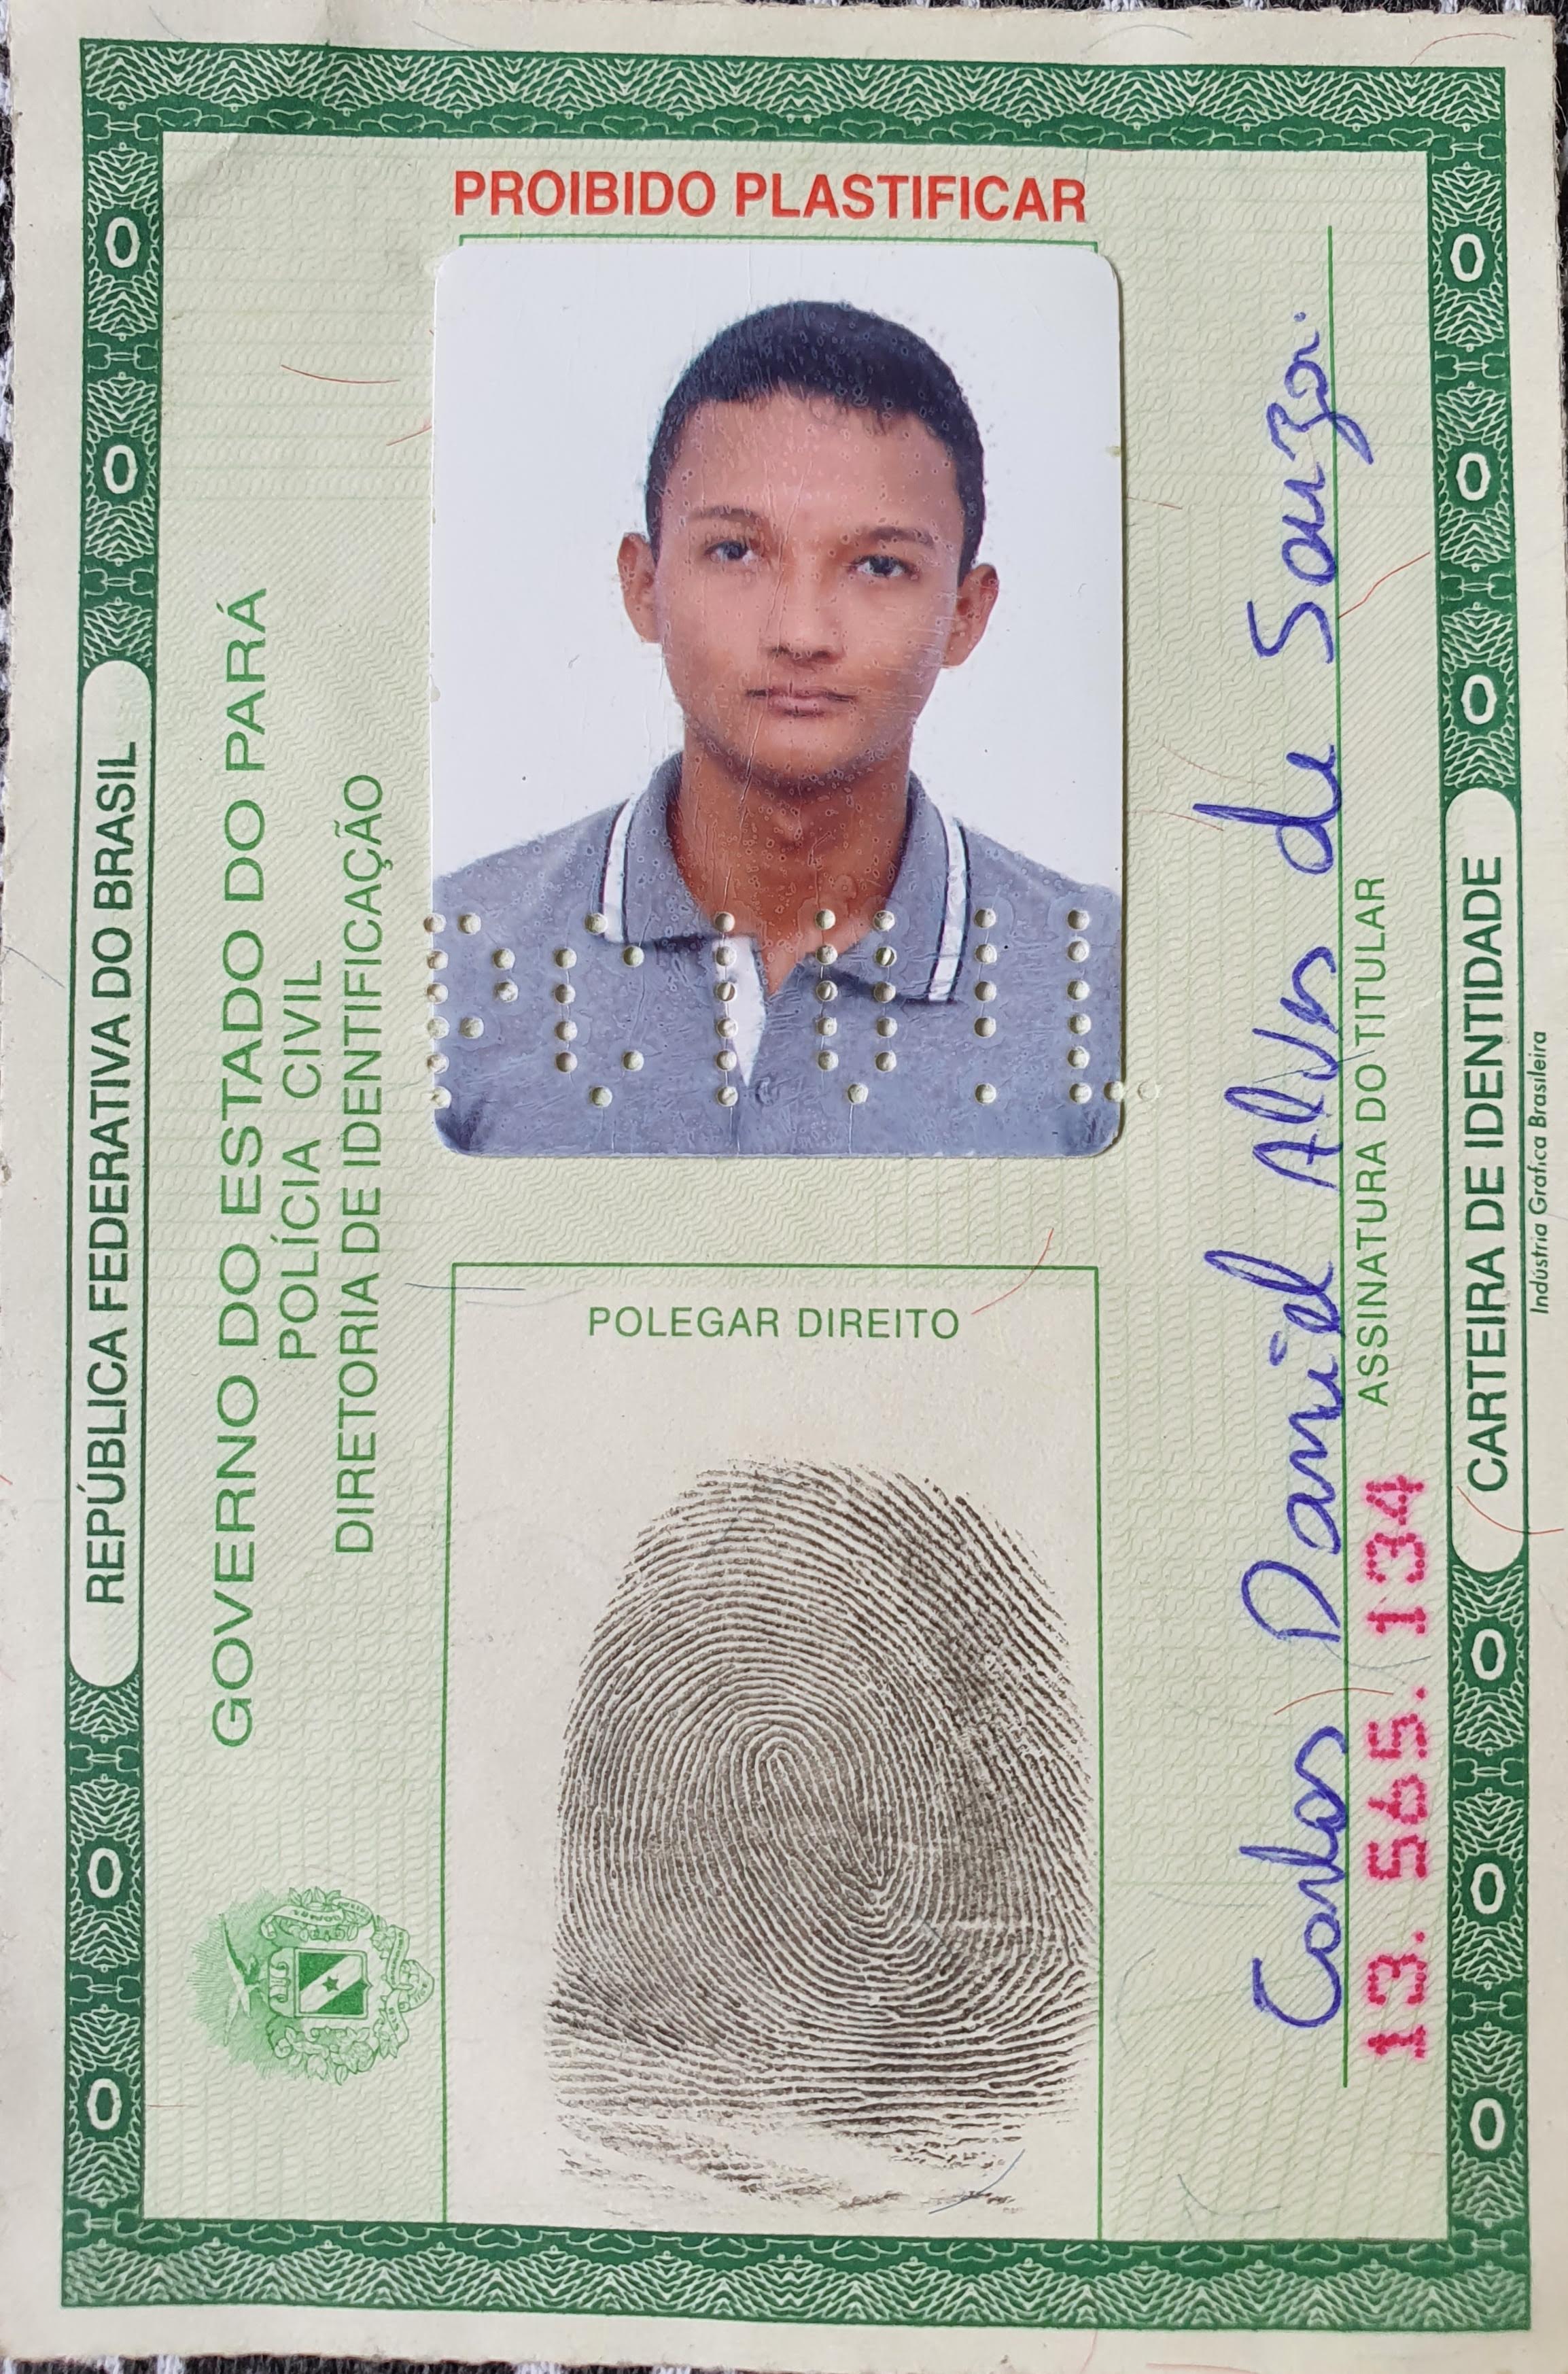 REPÚBLICA FEDERATIVA DO BRASIL
GOVERNO DO ESTADO DO PARÁ
POLÍCIA CIVIL
DIRETORIA DE IDENTIFICAÇÃO
PROIBIDO PLASTIFICAR
POLEGAR DIREITO
Carlos Daniel Alves de Souza.
ASSINATURA DO TITULAR
13.565.134
CARTEIRA DE IDENTIDADE
Indústria Gráfica Brasileira